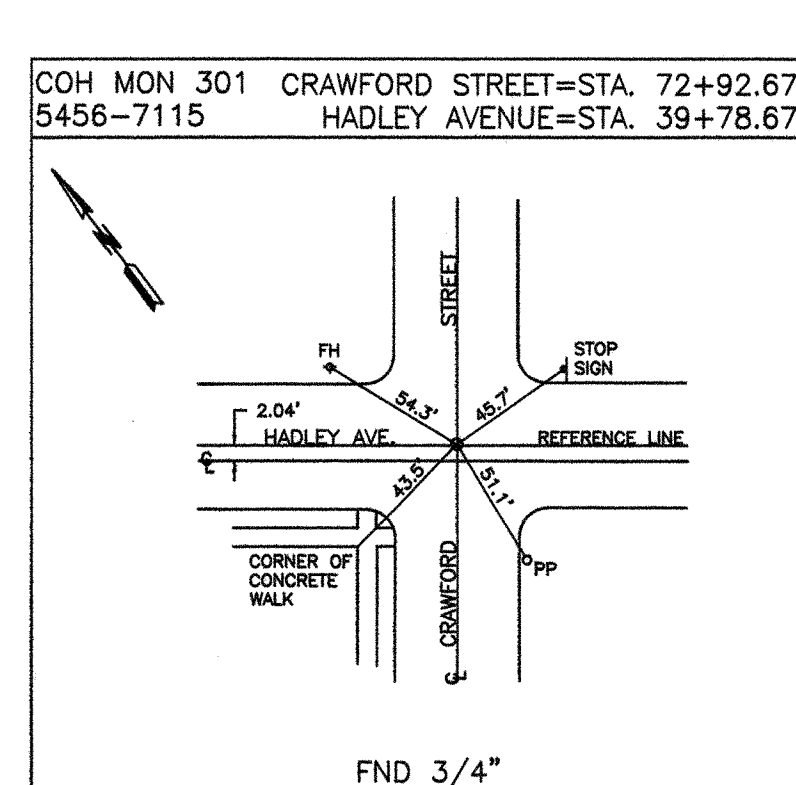 COH MON 301 CRAWFORD STREET=STA. 72+92.67
5456-7115 HADLEY AVENUE=STA. 39+78.67
STREET
FH
STOP
SIGN
54.3'
45.7'
2.04'
HADLEY AVE.
REFERENCE LINE
℄
43.5'
51.1'
CORNER OF
CONCRETE
WALK
CRAWFORD
PP
℄
FND 3/4"